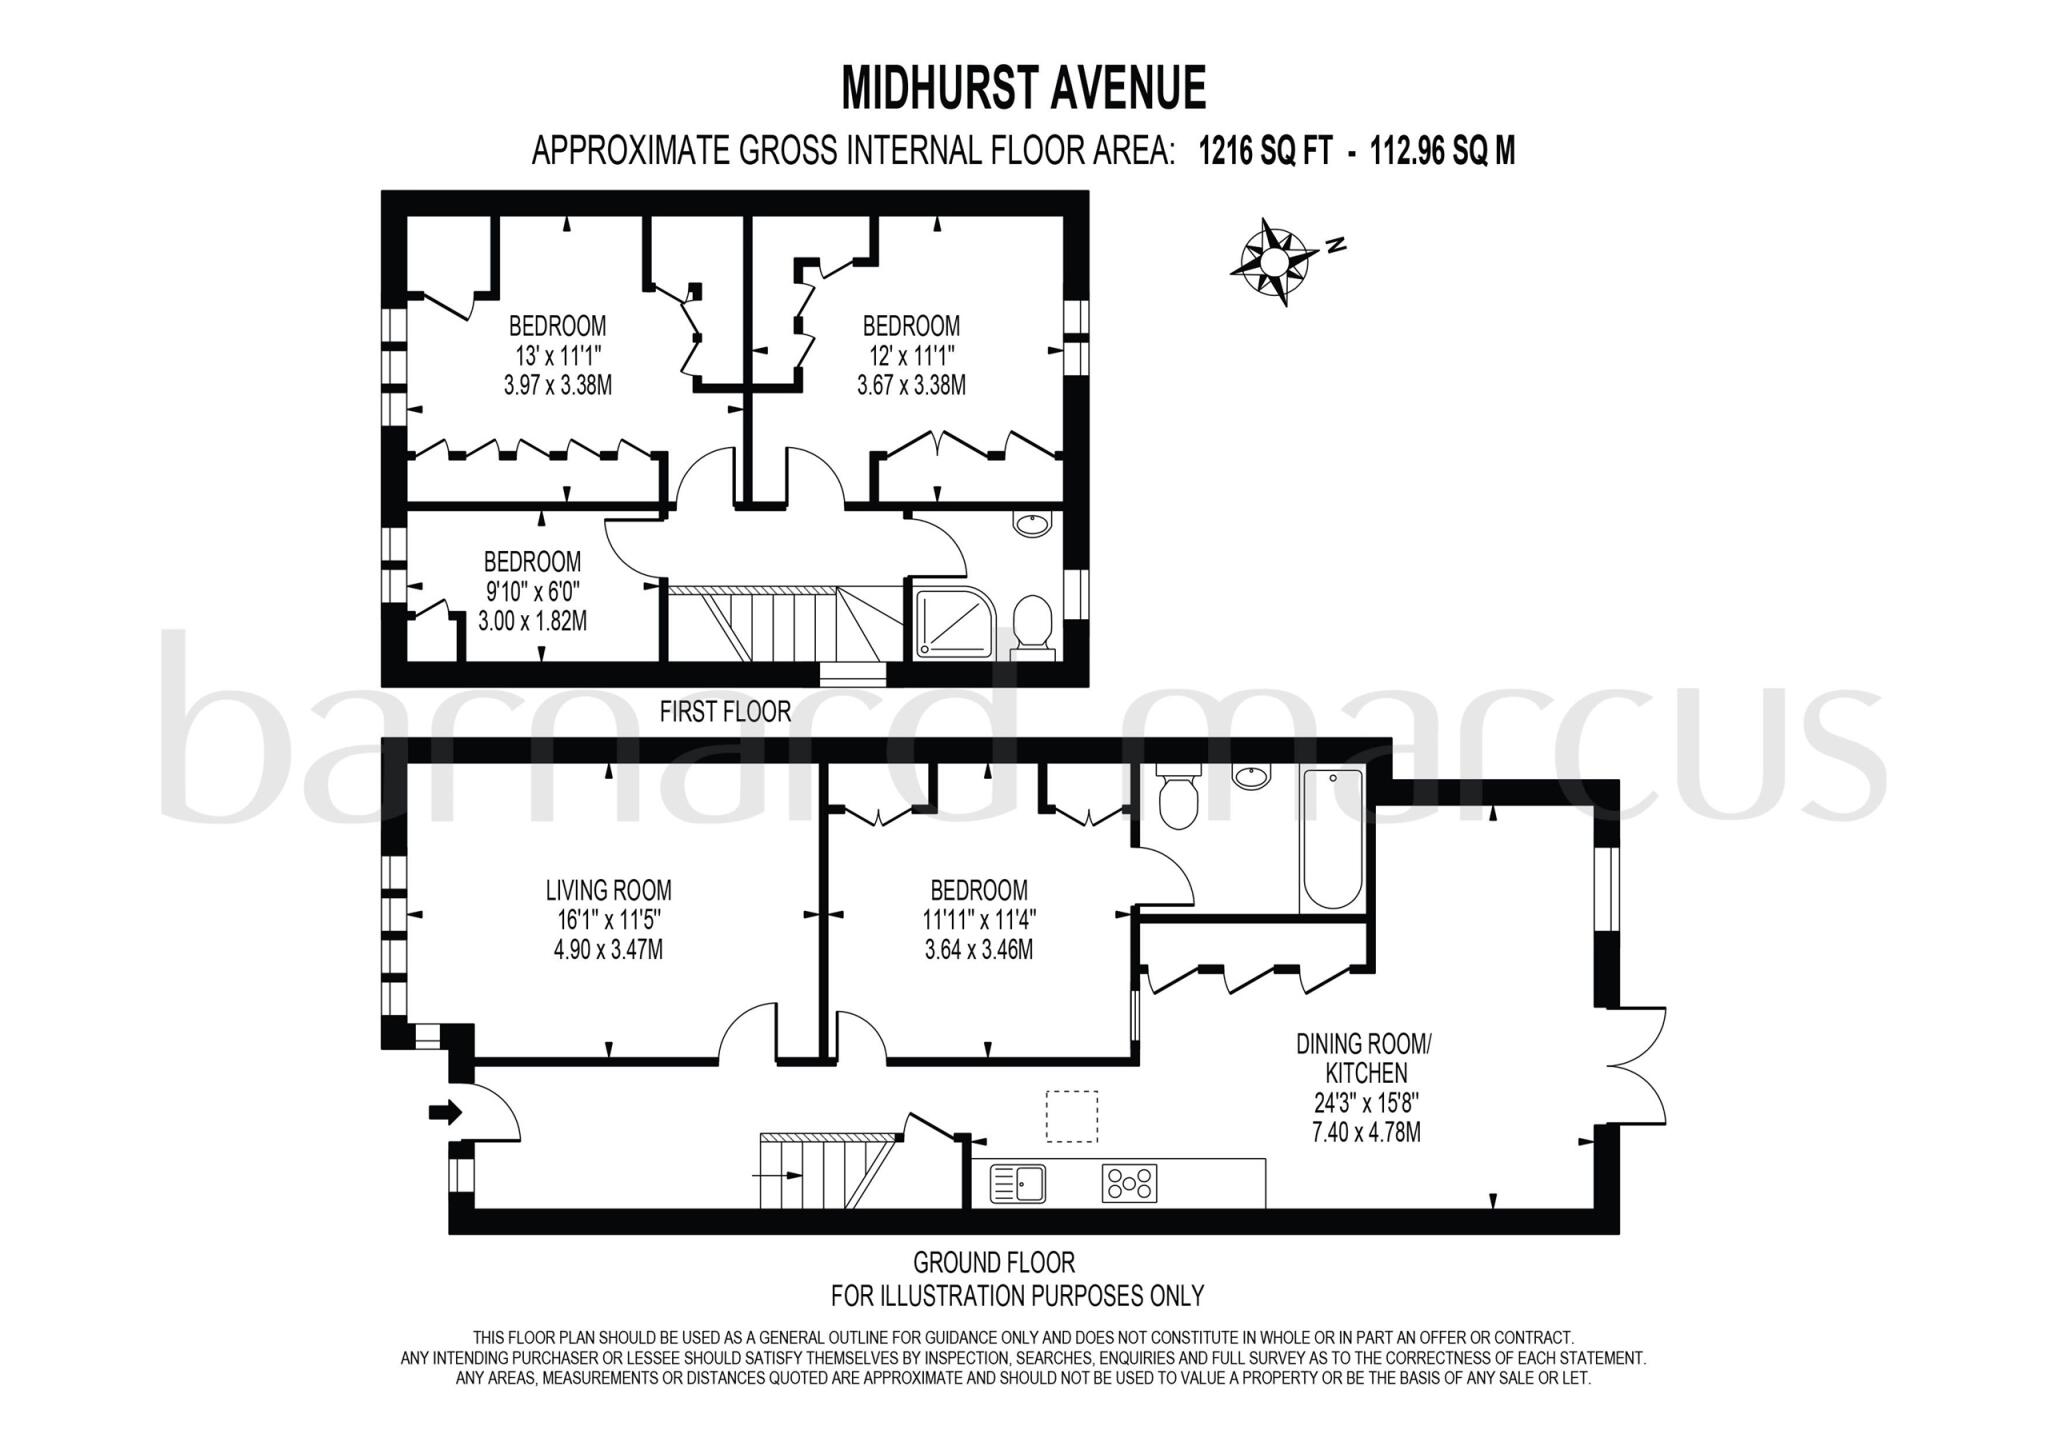 MIDHURST AVENUE
APPROXIMATE GROSS INTERNAL FLOOR AREA: 1216 SQ FT - 112.96 SQ M
N
BEDROOM
13' x 11'1"
3.97 x 3.38M
BEDROOM
12' x 11'1"
3.67 x 3.38M
BEDROOM
9'10" x 6'0"
3.00 x 1.82M
FIRST FLOOR
barnard marcus
LIVING ROOM
16'1" x 11'5"
4.90 x 3.47M
BEDROOM
11'11" x 11'4"
3.64 x 3.46M
DINING ROOM/
KITCHEN
24'3" x 15'8"
7.40 x 4.78M
GROUND FLOOR
FOR ILLUSTRATION PURPOSES ONLY
THIS FLOOR PLAN SHOULD BE USED AS A GENERAL OUTLINE FOR GUIDANCE ONLY AND DOES NOT CONSTITUTE IN WHOLE OR IN PART AN OFFER OR CONTRACT.
ANY INTENDING PURCHASER OR LESSEE SHOULD SATISFY THEMSELVES BY INSPECTION, SEARCHES, ENQUIRIES AND FULL SURVEY AS TO THE CORRECTNESS OF EACH STATEMENT.
ANY AREAS, MEASUREMENTS OR DISTANCES QUOTED ARE APPROXIMATE AND SHOULD NOT BE USED TO VALUE A PROPERTY OR BE THE BASIS OF ANY SALE OR LET.